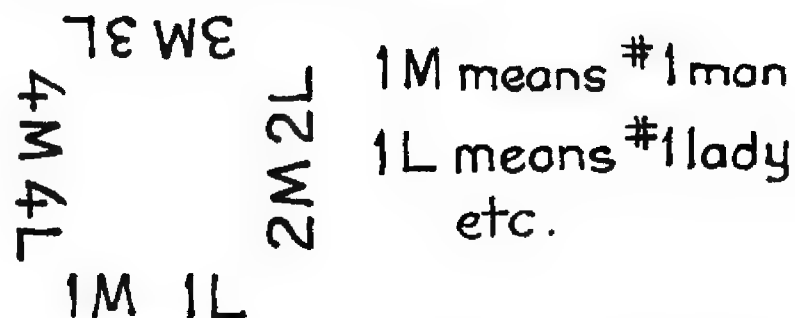 3M 3L
4M 4L
2M 2L
1M 1L
1M means #1 man
1L means #1 lady
etc.